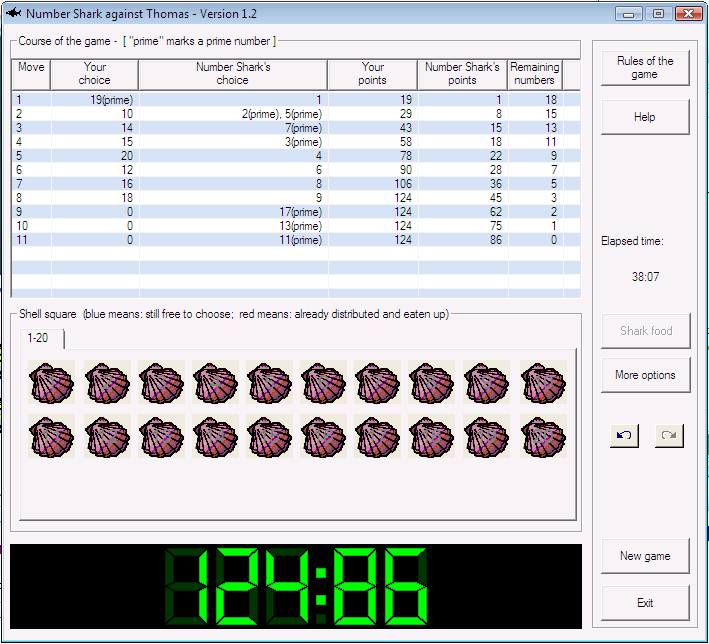 Number Shark against Thomas - Version 1.2
Course of the game - [ "prime" marks a prime number ]
Move Your choice Number Shark's choice Your points Number Shark's points Remaining numbers
1 19(prime) 1 19 1 18
2 10 2(prime), 5(prime) 29 8 15
3 14 7(prime) 43 15 13
4 15 3(prime) 58 18 11
5 20 4 78 22 9
6 12 6 90 28 7
7 16 8 106 36 5
8 18 9 124 45 3
9 0 17(prime) 124 62 2
10 0 13(prime) 124 75 1
11 0 11(prime) 124 86 0
Shell square (blue means: still free to choose; red means: already distributed and eaten up)
1-20
124:86
Rules of the
game
Help
Elapsed time:
38:07
Shark food
More options
New game
Exit